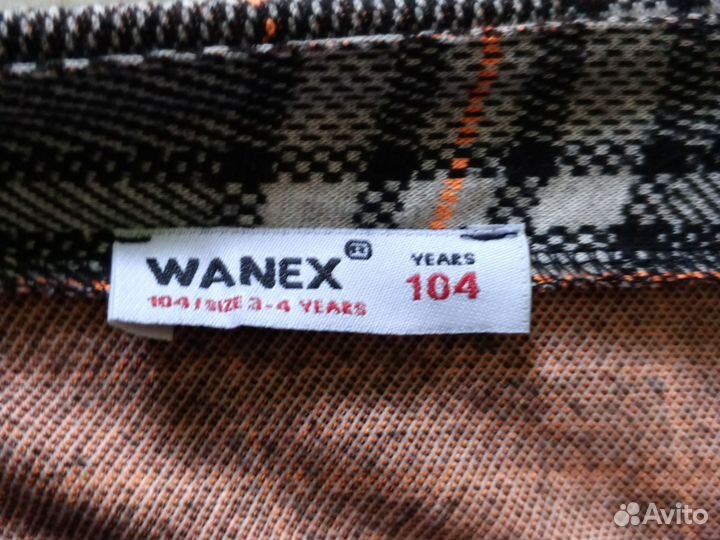 WANEX ®
104 / SIZE 3-4 YEARS
YEARS
104
Avito